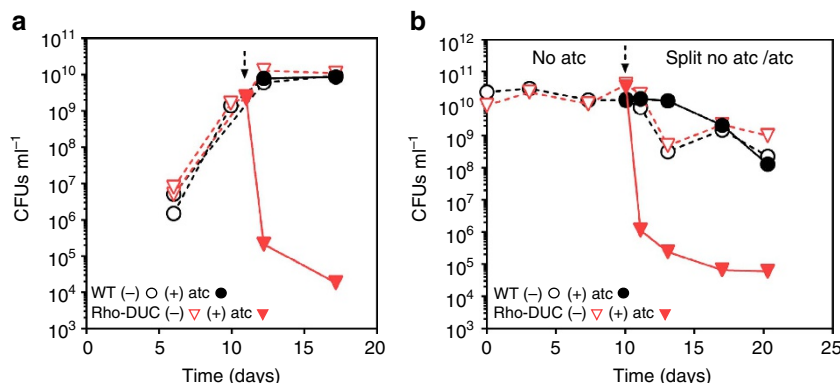 a
10¹¹
10¹⁰
10⁹
10⁸
10⁷
10⁶
10⁵
10⁴
10³
CFUs ml⁻¹
WT (−) ○ (+) atc ●
Rho-DUC (−) ▽ (+) atc ▼
0 5 10 15 20
Time (days)
b
10¹²
10¹¹
10¹⁰
10⁹
10⁸
10⁷
10⁶
10⁵
10⁴
10³
CFUs ml⁻¹
No atc
Split no atc /atc
WT (−) ○ (+) atc ●
Rho-DUC (−) ▽ (+) atc ▼
0 5 10 15 20 25
Time (days)